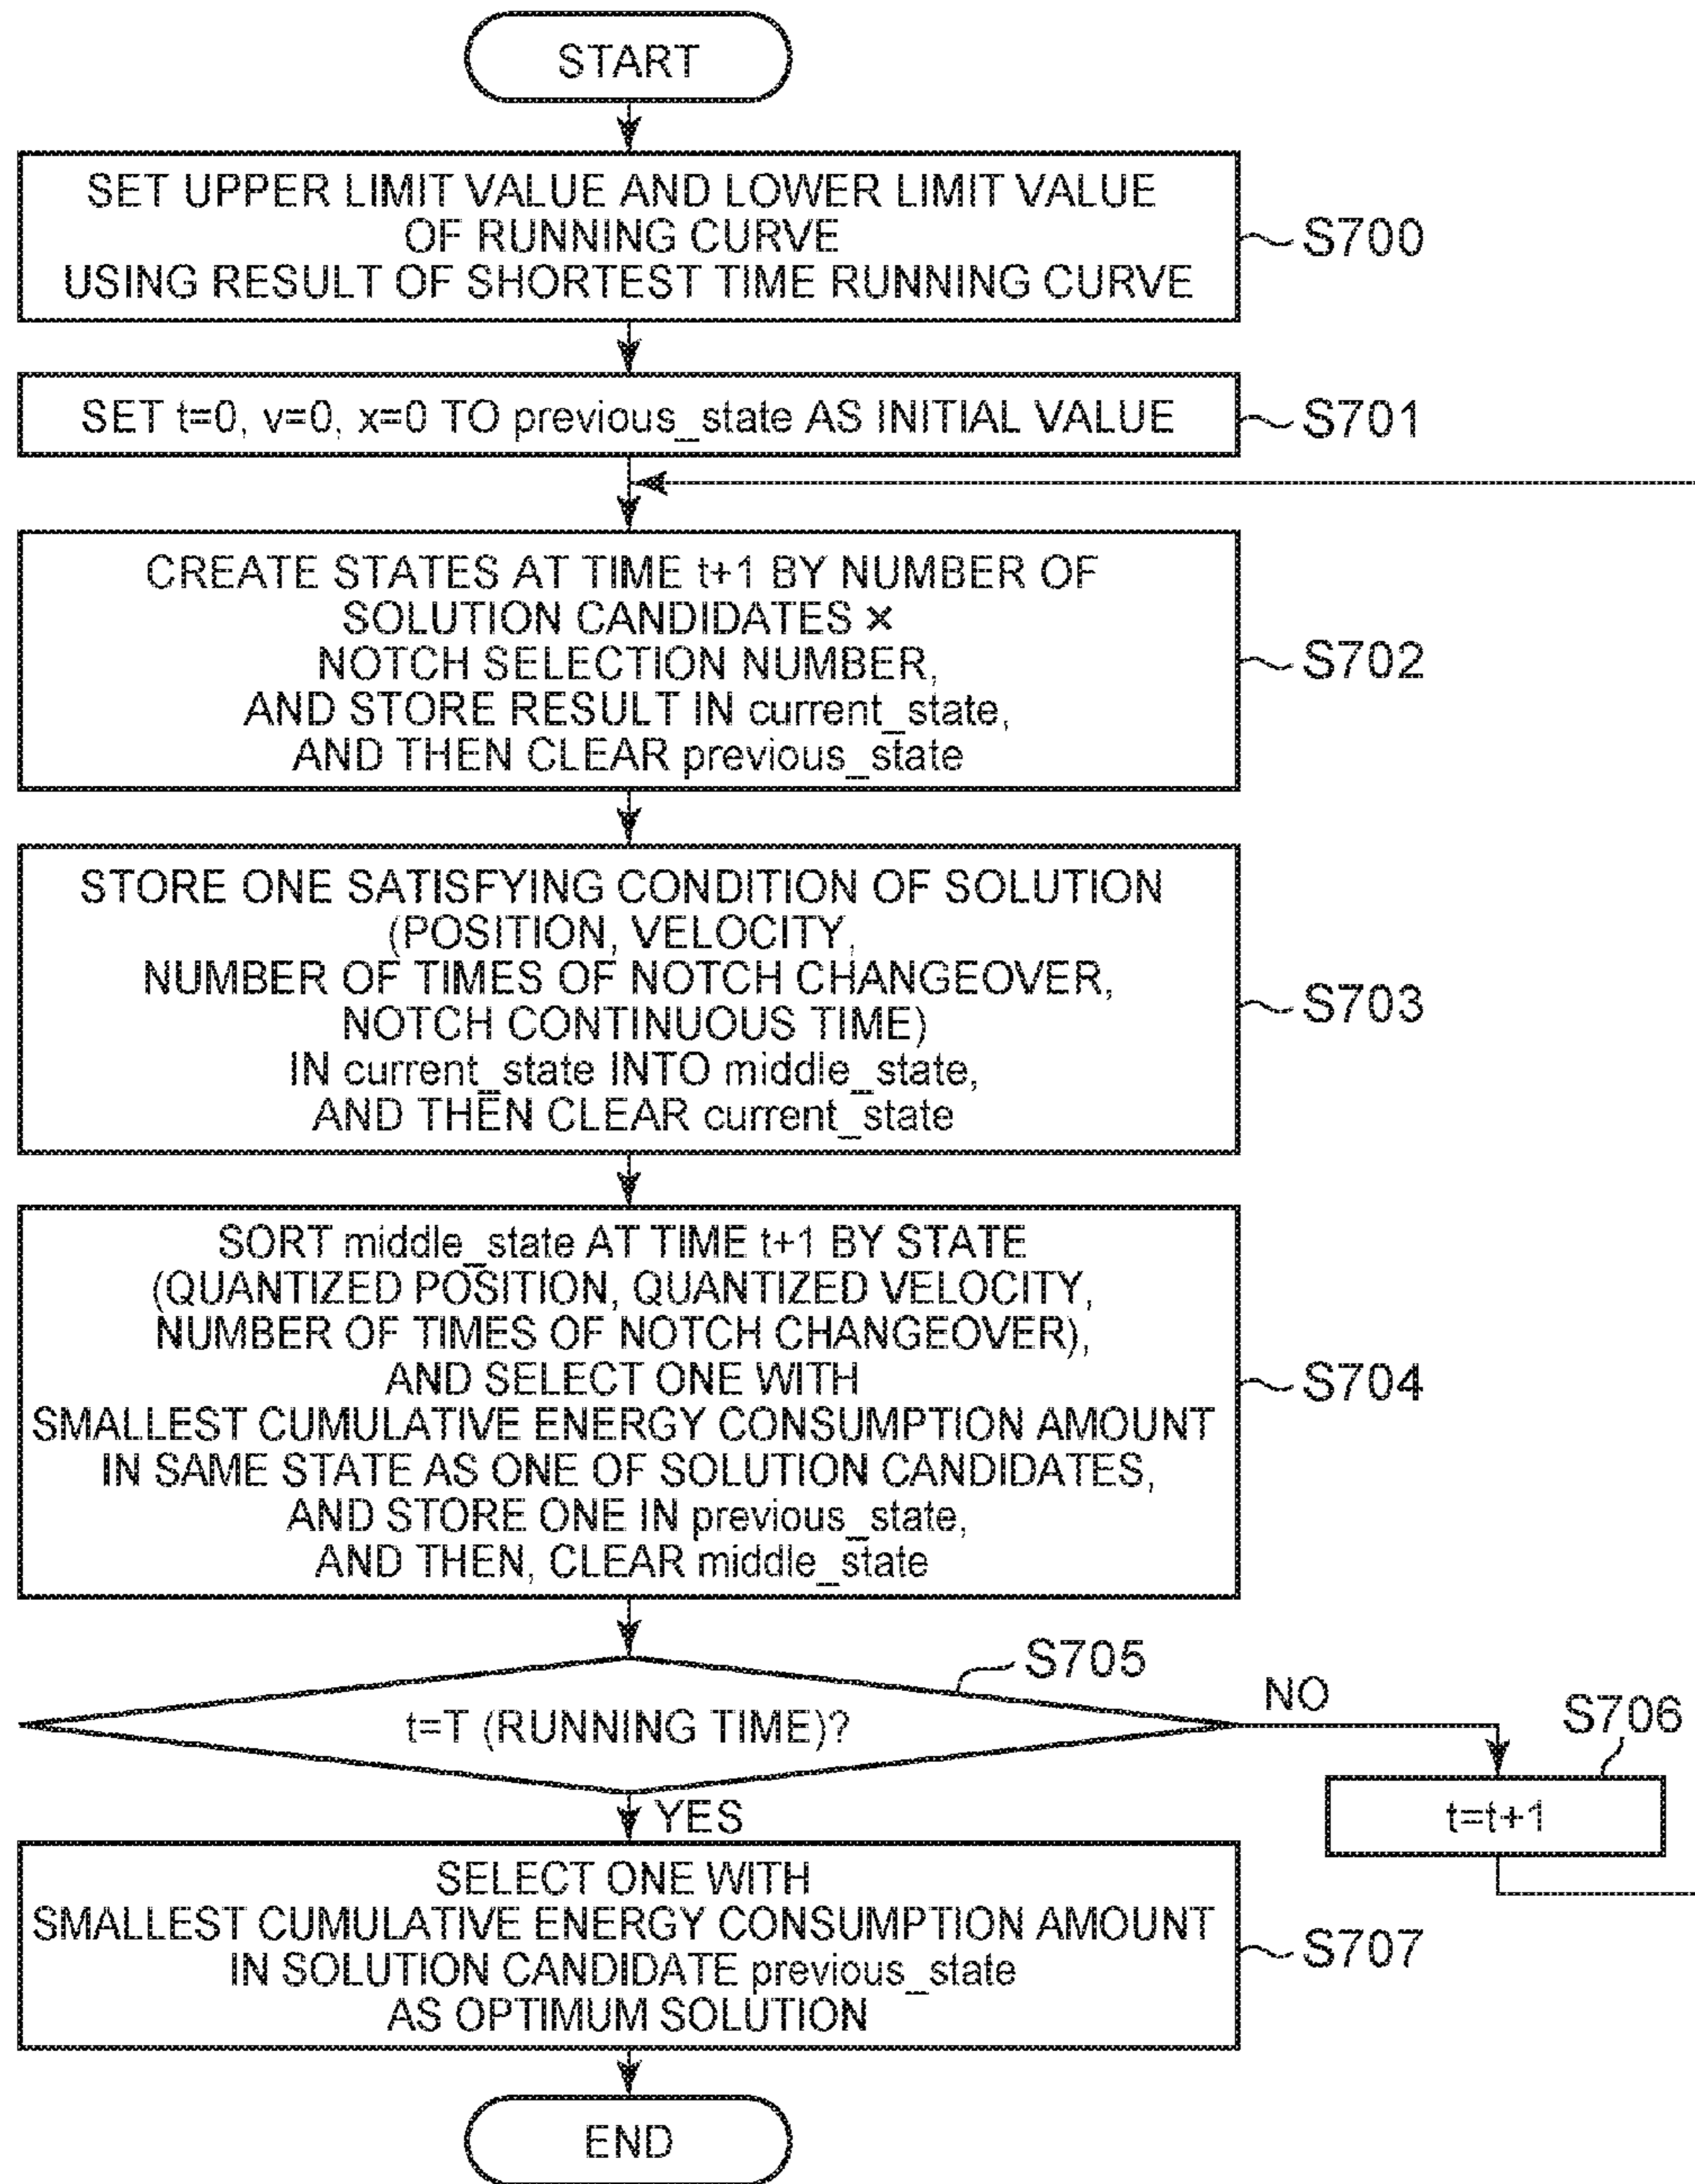 START
SET UPPER LIMIT VALUE AND LOWER LIMIT VALUE
OF RUNNING CURVE
USING RESULT OF SHORTEST TIME RUNNING CURVE
S700
SET t=0, v=0, x=0 TO previous_state AS INITIAL VALUE
S701
CREATE STATES AT TIME t+1 BY NUMBER OF
SOLUTION CANDIDATES ×
NOTCH SELECTION NUMBER,
AND STORE RESULT IN current_state,
AND THEN CLEAR previous_state
S702
STORE ONE SATISFYING CONDITION OF SOLUTION
(POSITION, VELOCITY,
NUMBER OF TIMES OF NOTCH CHANGEOVER,
NOTCH CONTINUOUS TIME)
IN current_state INTO middle_state,
AND THEN CLEAR current_state
S703
SORT middle_state AT TIME t+1 BY STATE
(QUANTIZED POSITION, QUANTIZED VELOCITY,
NUMBER OF TIMES OF NOTCH CHANGEOVER),
AND SELECT ONE WITH
SMALLEST CUMULATIVE ENERGY CONSUMPTION AMOUNT
IN SAME STATE AS ONE OF SOLUTION CANDIDATES,
AND STORE ONE IN previous_state,
AND THEN, CLEAR middle_state
S704
t=T (RUNNING TIME)?
S705
NO
S706
t=t+1
YES
SELECT ONE WITH
SMALLEST CUMULATIVE ENERGY CONSUMPTION AMOUNT
IN SOLUTION CANDIDATE previous_state
AS OPTIMUM SOLUTION
S707
END